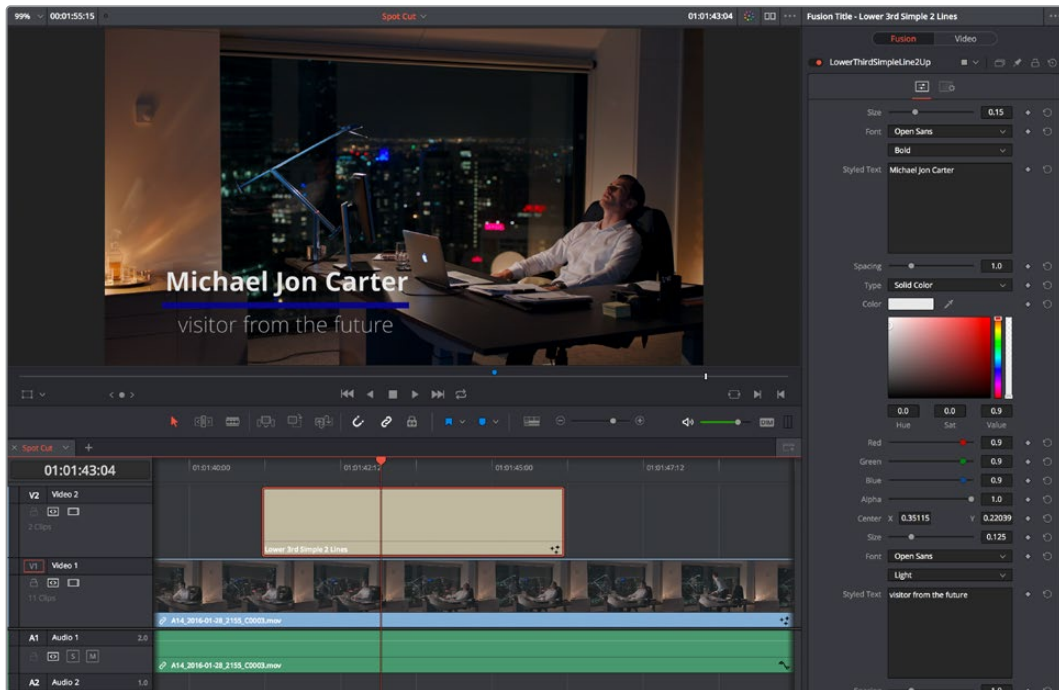 99% 00:01:55:15 Spot Cut 01:01:43:04
Fusion Title - Lower 3rd Simple 2 Lines
Fusion Video
LowerThirdSimpleLine2Up
Size 0.15
Font Open Sans
Bold
Styled Text Michael Jon Carter
Spacing 1.0
Type Solid Color
Color
0.0 0.0 0.9
Hue Sat Value
Red 0.9
Green 0.9
Blue 0.9
Alpha 1.0
Center X 0.35115 Y 0.22039
Size 0.125
Font Open Sans
Light
Styled Text visitor from the future
Michael Jon Carter
visitor from the future
DIM
Spot Cut
01:01:43:04
01:01:40:00 01:01:42:12 01:01:45:00 01:01:47:12
V2 Video 2
2 Clips
Lower 3rd Simple 2 Lines
V1 Video 1
11 Clips
A14_2016-01-28_2155_C0003.mov
A1 Audio 1 2.0
S M
A14_2016-01-28_2155_C0003.mov
A2 Audio 2 1.0